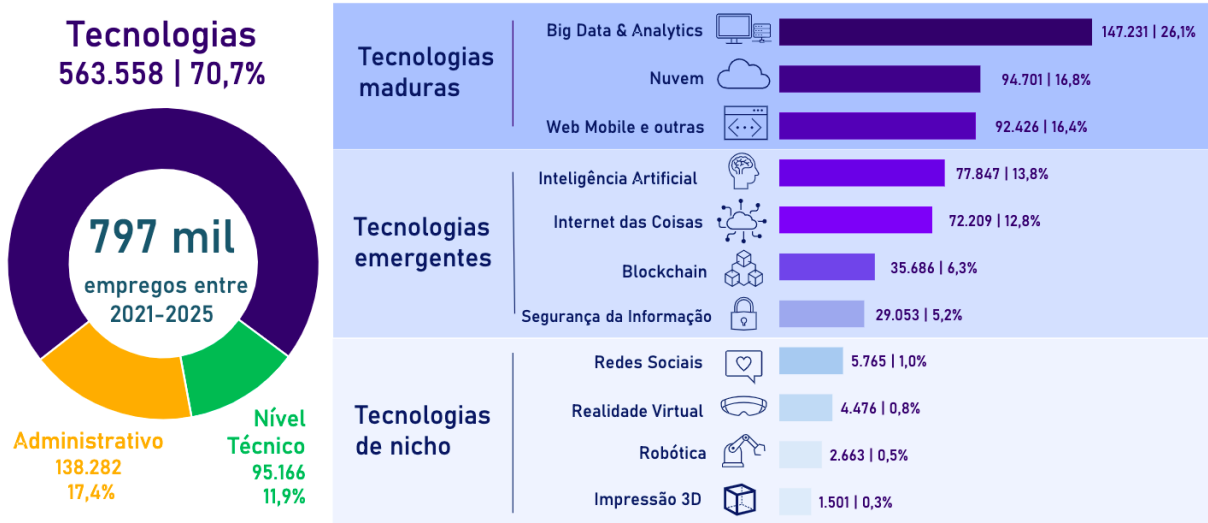 Tecnologias
563.558 | 70,7%
797 mil
empregos entre
2021-2025
Administrativo
138.282
17,4%
Nível
Técnico
95.166
11,9%
Tecnologias
maduras
Big Data & Analytics
147.231 | 26,1%
Nuvem
94.701 | 16,8%
Web Mobile e outras
92.426 | 16,4%
Tecnologias
emergentes
Inteligência Artificial
77.847 | 13,8%
Internet das Coisas
72.209 | 12,8%
Blockchain
35.686 | 6,3%
Segurança da Informação
29.053 | 5,2%
Tecnologias
de nicho
Redes Sociais
5.765 | 1,0%
Realidade Virtual
4.476 | 0,8%
Robótica
2.663 | 0,5%
Impressão 3D
1.501 | 0,3%